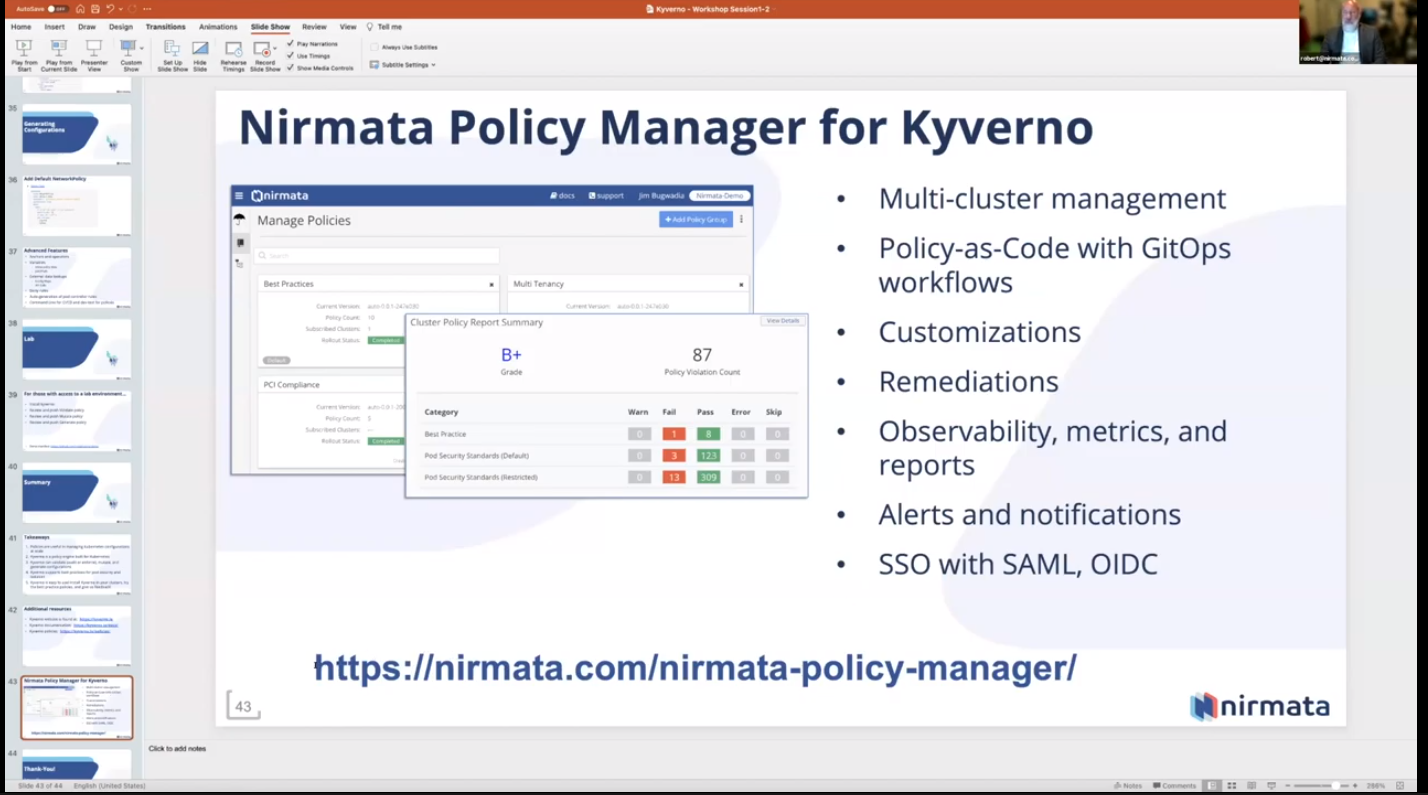 AutoSave OFF
Kyverno - Workshop Session1-2
Home Insert Draw Design Transitions Animations Slide Show Review View Tell me
Play from Start
Play from Current Slide
Presenter View
Custom Show
Set Up Slide Show
Hide Slide
Rehearse Timings
Record Slide Show
Play Narrations
Use Timings
Show Media Controls
Always Use Subtitles
Subtitle Settings
robert@nirmata.co...
35
Generating
Configurations
36
Add Default NetworkPolicy
37
Advanced Features
38
Lab
39
For those with access to a lab environment...
40
Summary
41
Takeaways
42
Additional resources
43
Nirmata Policy Manager for Kyverno
https://nirmata.com/nirmata-policy-manager/
44
Thank-You!
Nirmata Policy Manager for Kyverno
nirmata
docs support Jim Bugwadia Nirmata-Demo
Manage Policies
+ Add Policy Group
Search
Best Practices
Current Version: auto-0.0.1-247e030
Policy Count: 10
Subscribed Clusters: 1
Rollout Status: Completed
Default
Multi Tenancy
Current Version: auto-0.0.1-247e030
PCI Compliance
Policy Count: 5
Subscribed Clusters: --
Rollout Status: Completed
Cluster Policy Report Summary
View Details
B+ 87
Grade Policy Violation Count
Category Warn Fail Pass Error Skip
Best Practice 0 1 8 0 0
Pod Security Standards (Default) 0 3 123 0 0
Pod Security Standards (Restricted) 0 13 309 0 0
• Multi-cluster management
• Policy-as-Code with GitOps
workflows
• Customizations
• Remediations
• Observability, metrics, and
reports
• Alerts and notifications
• SSO with SAML, OIDC
https://nirmata.com/nirmata-policy-manager/
43
nirmata
Click to add notes
Slide 43 of 44 English (United States)
Notes Comments